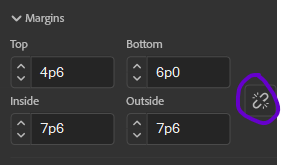 Margins
Top Bottom
4p6 6p0
Inside Outside
7p6 7p6